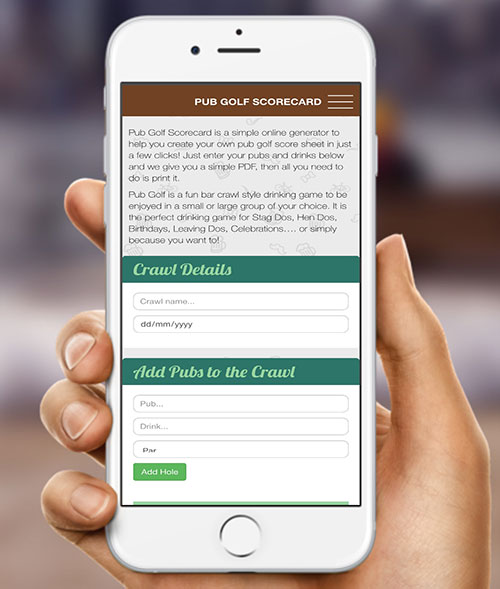 PUB GOLF SCORECARD
Pub Golf Scorecard is a simple online generator to
help you create your own pub golf score sheet in just
a few clicks! Just enter your pubs and drinks below
and we give you a simple PDF, then all you need to
do is print it.
Pub Golf is a fun bar crawl style drinking game to be
enjoyed in a small or large group of your choice. It is
the perfect drinking game for Stag Dos, Hen Dos,
Birthdays, Leaving Dos, Celebrations…. or simply
because you want to!
Crawl Details
Crawl name...
dd/mm/yyyy
Add Pubs to the Crawl
Pub...
Drink...
Par
Add Hole